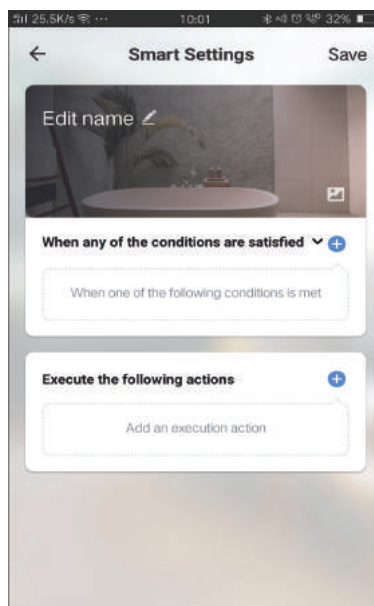 25.5K/s ... 10:01 32%
Smart Settings Save
Edit name
When any of the conditions are satisfied
When one of the following conditions is met
Execute the following actions
Add an execution action